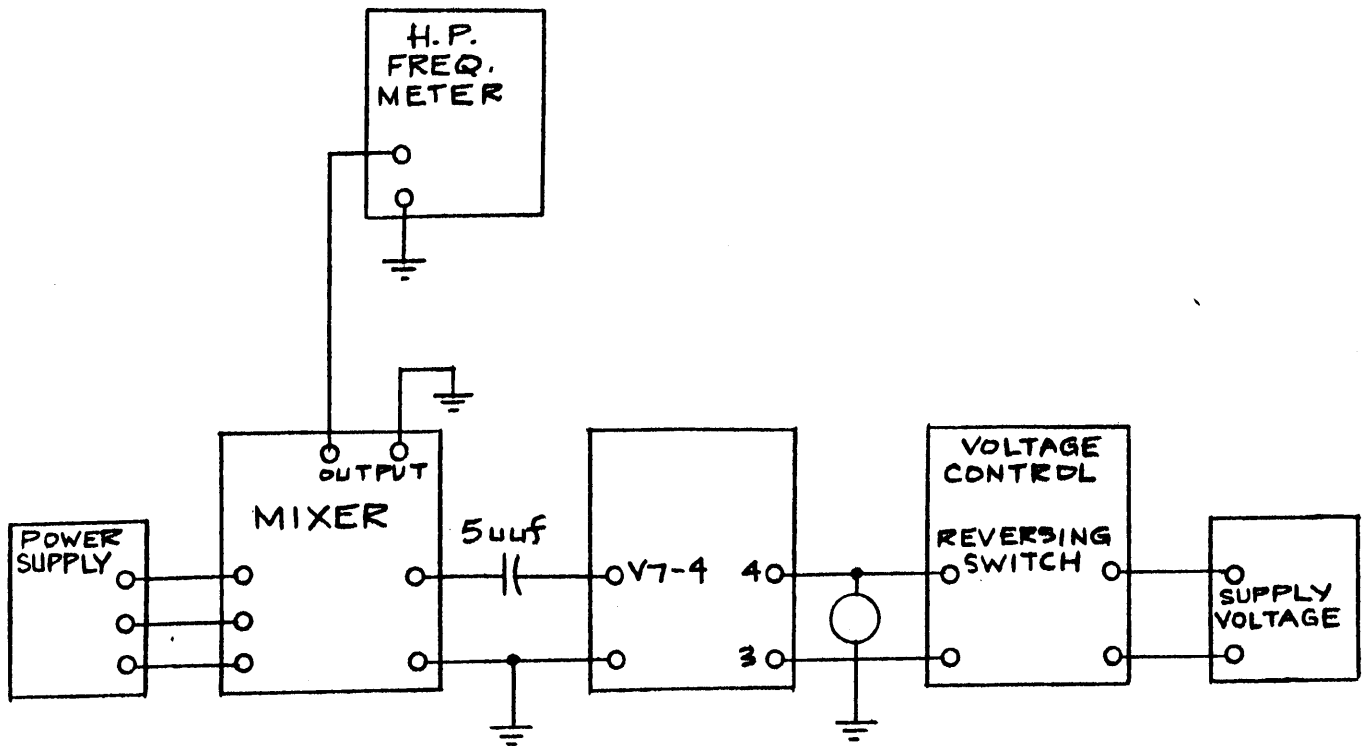 H.P.
FREQ.
METER
OUTPUT
MIXER
POWER
SUPPLY
5uuf
V7-4
4
3
VOLTAGE
CONTROL
REVERSING
SWITCH
SUPPLY
VOLTAGE